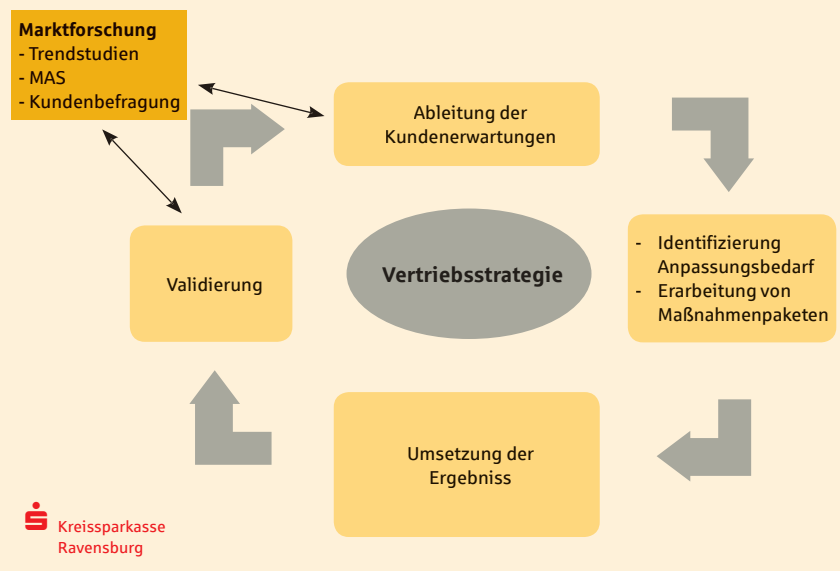 Marktforschung
- Trendstudien
- MAS
- Kundenbefragung
Ableitung der
Kundenerwartungen
- Identifizierung
Anpassungsbedarf
- Erarbeitung von
Maßnahmenpaketen
Vertriebsstrategie
Validierung
Umsetzung der
Ergebniss
Kreissparkasse
Ravensburg